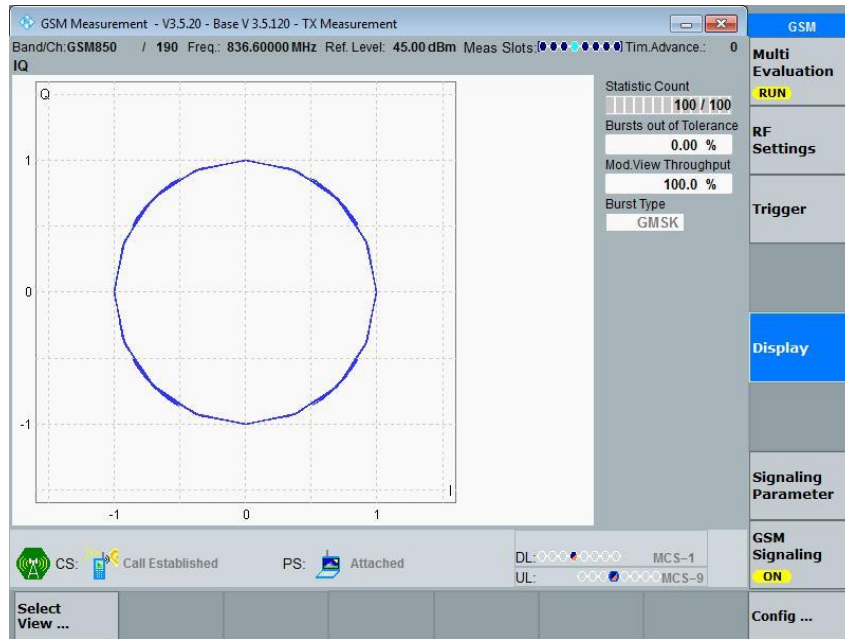 GSM Measurement - V3.5.20 - Base V 3.5.120 - TX Measurement
GSM
Band/Ch:GSM850 / 190 Freq.: 836.60000 MHz Ref. Level: 45.00 dBm Meas Slots: Tim.Advance.: 0
IQ
Multi
Evaluation
RUN
Q
Statistic Count
100 / 100
Bursts out of Tolerance
0.00 %
Mod.View Throughput
100.0 %
Burst Type
GMSK
RF
Settings
Trigger
1
0
-1
I
-1 0 1
Display
Signaling
Parameter
GSM
Signaling
ON
CS: Call Established PS: Attached
DL: MCS-1
UL: MCS-9
Select
View ...
Config ...